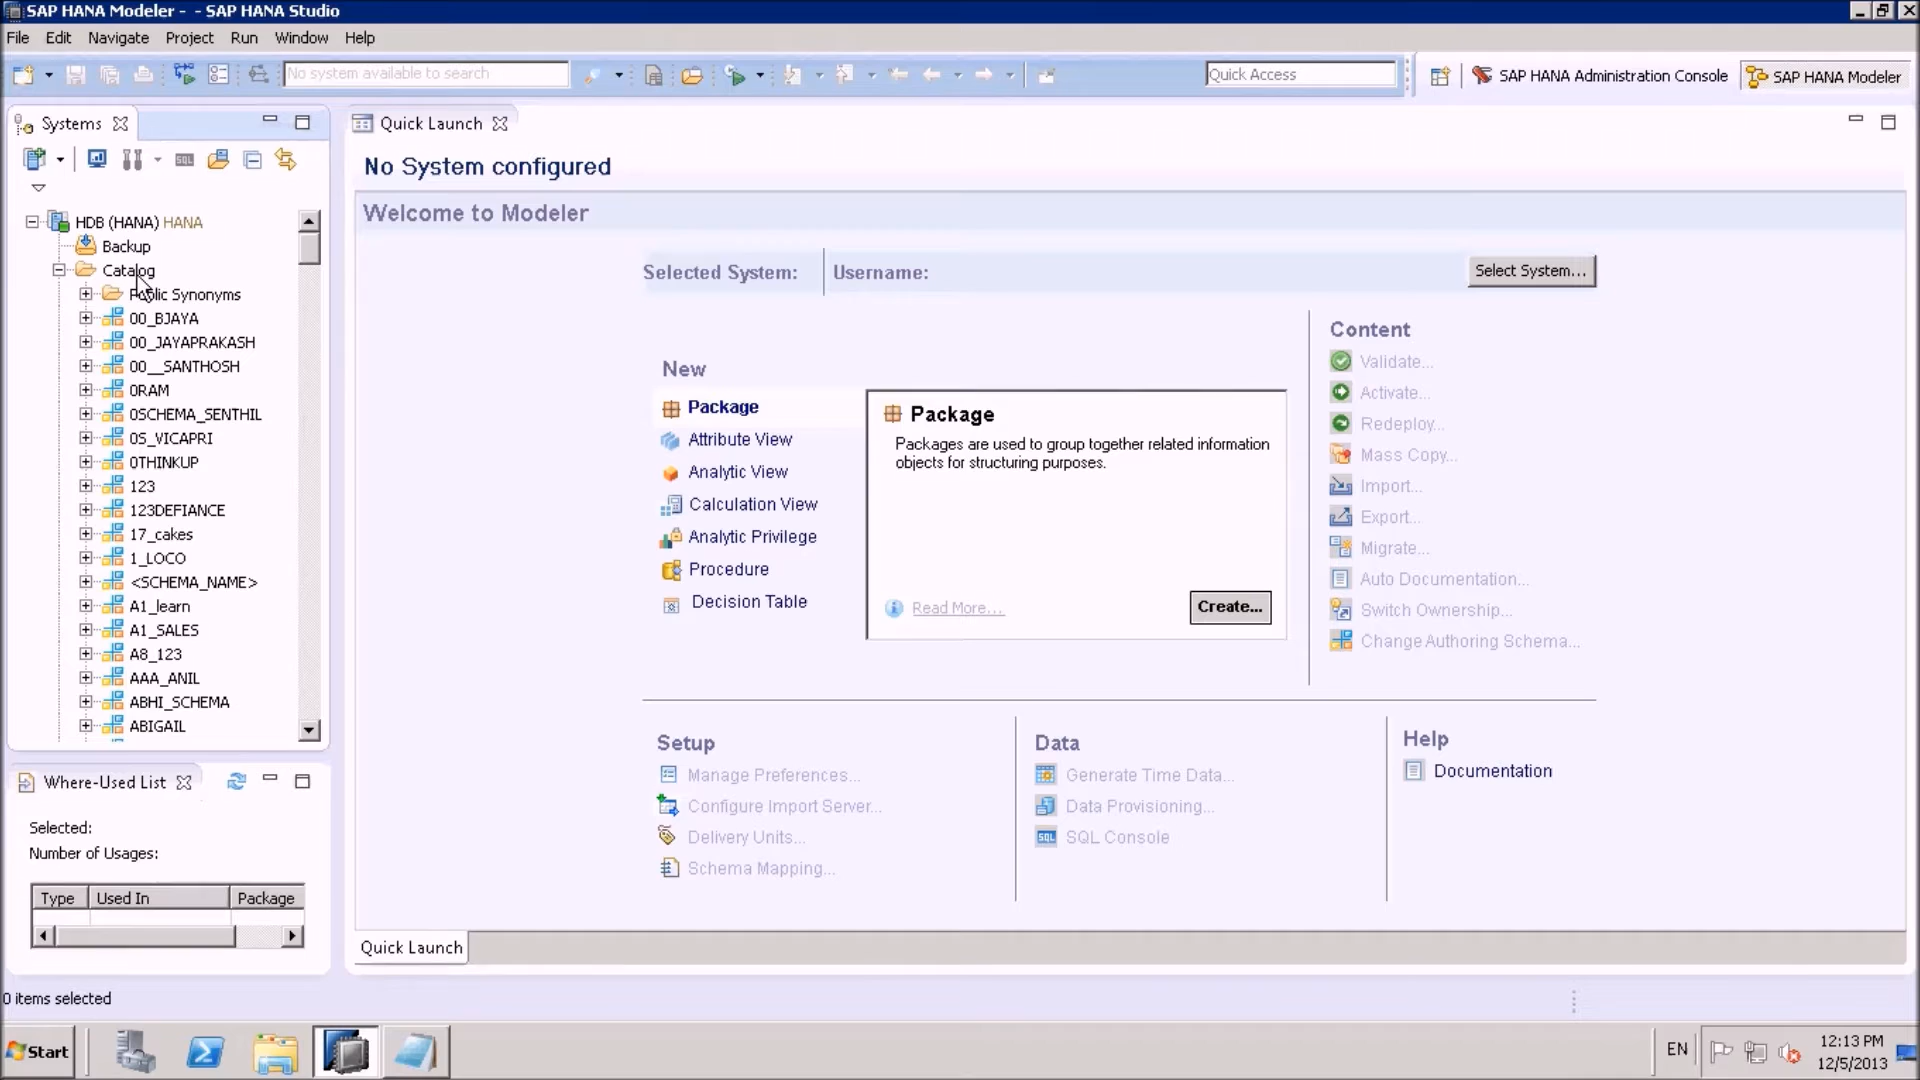 SAP HANA Modeler - - SAP HANA Studio
File Edit Navigate Project Run Window Help
No system available to search
Quick Access
SAP HANA Administration Console
SAP HANA Modeler
Systems
SQL
HDB (HANA) HANA
Backup
Catalog
Public Synonyms
00_BJAYA
00_JAYAPRAKASH
00__SANTHOSH
0RAM
0SCHEMA_SENTHIL
0S_VICAPRI
0THINKUP
123
123DEFIANCE
17_cakes
1_LOCO
<SCHEMA_NAME>
A1_learn
A1_SALES
A8_123
AAA_ANIL
ABHI_SCHEMA
ABIGAIL
Where-Used List
Selected:
Number of Usages:
Type Used In Package
Quick Launch
No System configured
Welcome to Modeler
Selected System: Username:
Select System...
New
Package
Attribute View
Analytic View
Calculation View
Analytic Privilege
Procedure
Decision Table
Package
Packages are used to group together related information
objects for structuring purposes.
Read More...
Create...
Content
Validate...
Activate...
Redeploy...
Mass Copy...
Import...
Export...
Migrate...
Auto Documentation...
Switch Ownership...
Change Authoring Schema...
Setup
Manage Preferences...
Configure Import Server...
Delivery Units...
Schema Mapping...
Data
Generate Time Data...
Data Provisioning...
SQL
SQL Console
Help
Documentation
Quick Launch
0 items selected
Start
EN
12:13 PM
12/5/2013